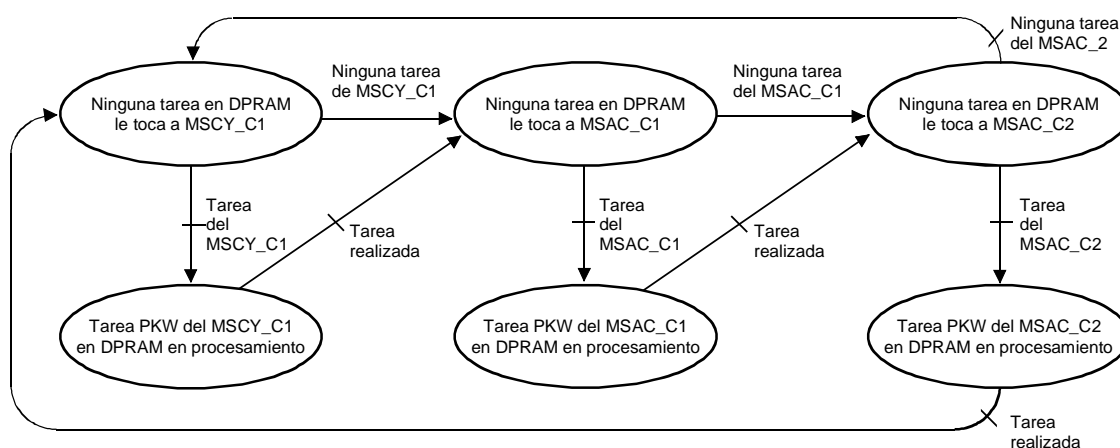 Ninguna tarea
del MSAC_2
Ninguna tarea
de MSCY_C1
Ninguna tarea
del MSAC_C1
Ninguna tarea en DPRAM
le toca a MSCY_C1
Ninguna tarea en DPRAM
le toca a MSAC_C1
Ninguna tarea en DPRAM
le toca a MSAC_C2
Tarea
del
MSCY_C1
Tarea
realizada
Tarea
del
MSAC_C1
Tarea
realizada
Tarea
del
MSAC_C2
Tarea PKW del MSCY_C1
en DPRAM en procesamiento
Tarea PKW del MSAC_C1
en DPRAM en procesamiento
Tarea PKW del MSAC_C2
en DPRAM en procesamiento
Tarea
realizada